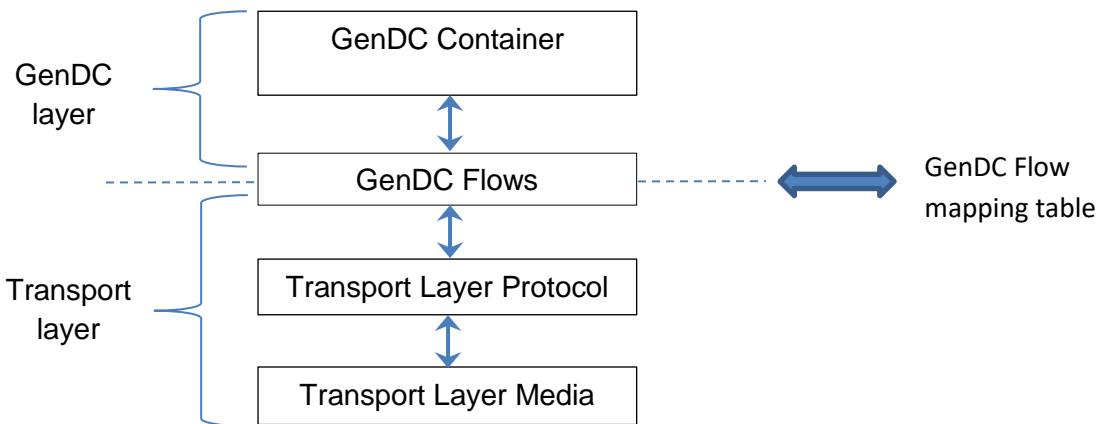 GenDC Container
GenDC
layer
GenDC Flows
GenDC Flow
mapping table
Transport Layer Protocol
Transport
layer
Transport Layer Media